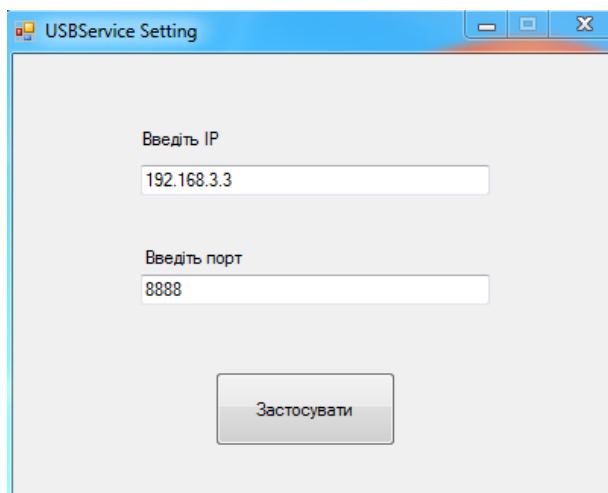 USBService Setting
Введіть IP
192.168.3.3
Введіть порт
8888
Застосувати